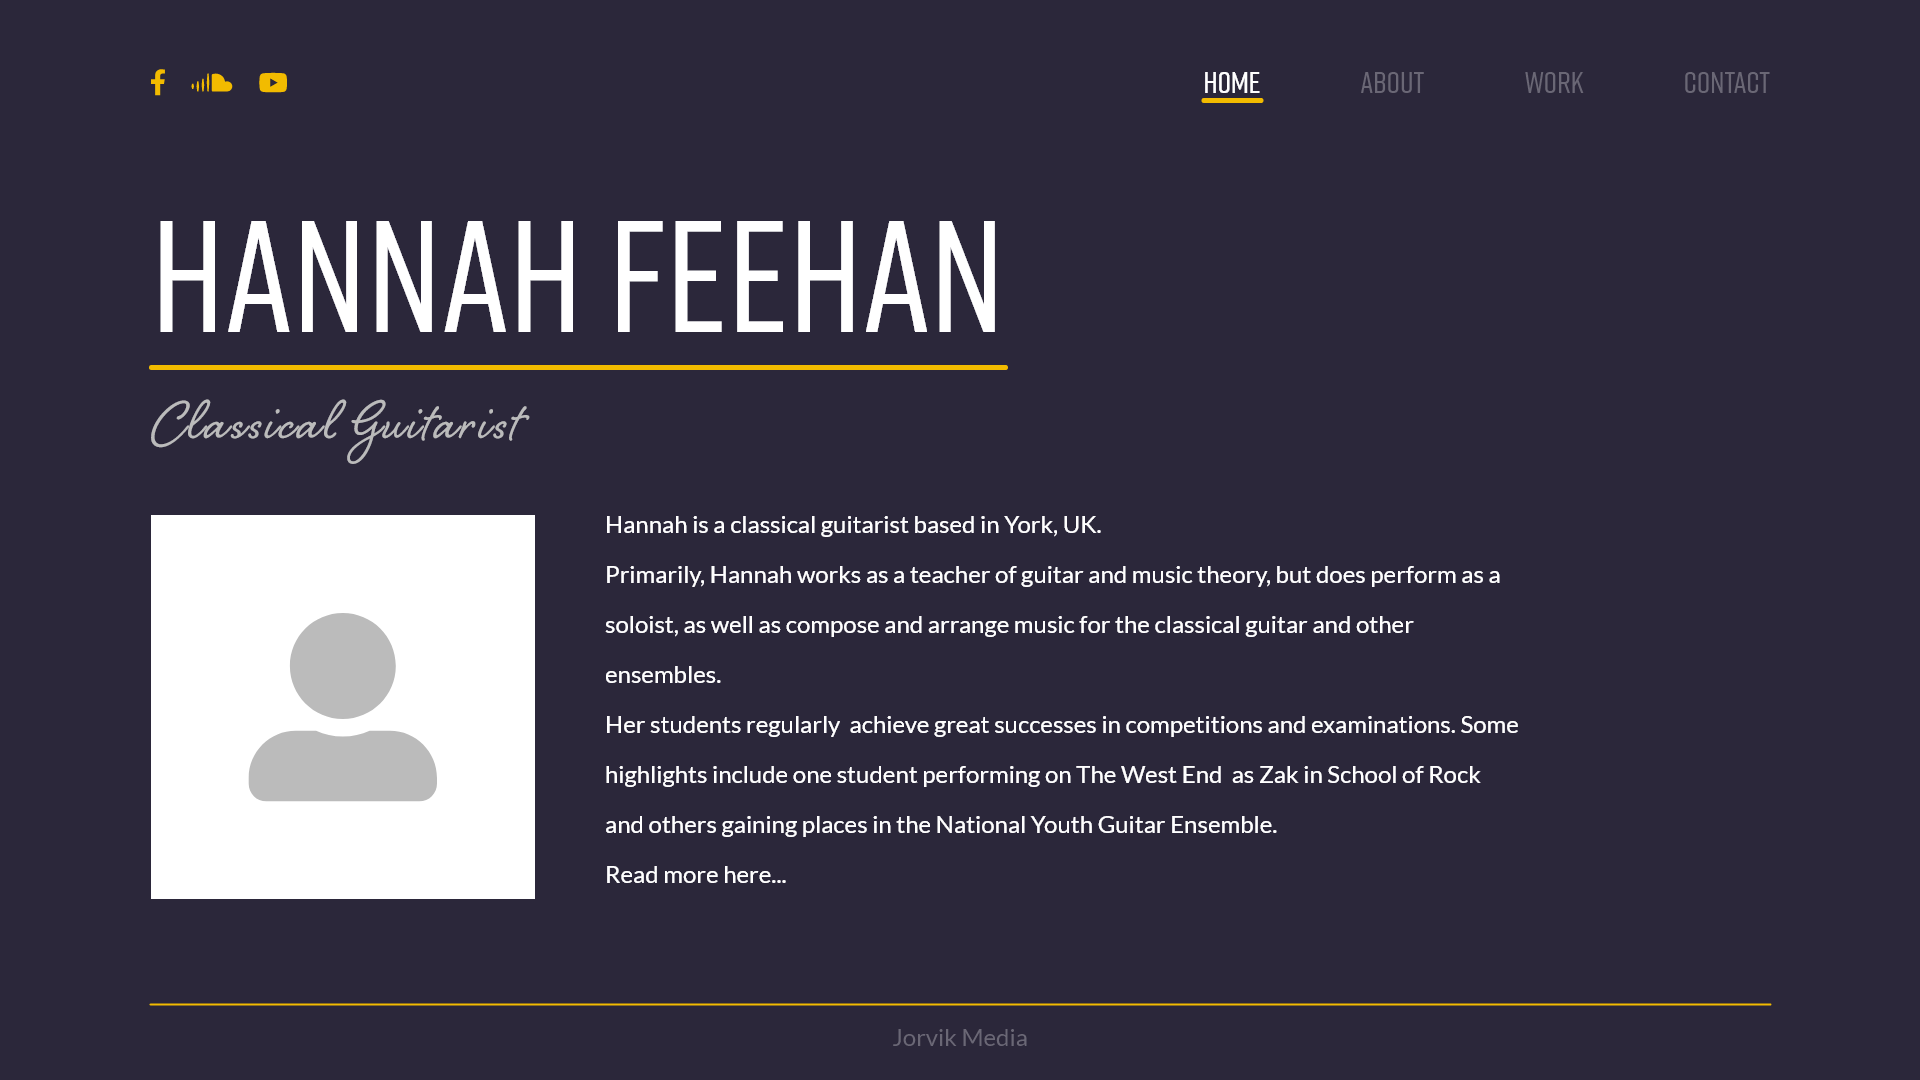 HOME ABOUT WORK CONTACT
HANNAH FEEHAN
Classical Guitarist
Hannah is a classical guitarist based in York, UK.
Primarily, Hannah works as a teacher of guitar and music theory, but does perform as a
soloist, as well as compose and arrange music for the classical guitar and other
ensembles.
Her students regularly  achieve great successes in competitions and examinations. Some
highlights include one student performing on The West End  as Zak in School of Rock
and others gaining places in the National Youth Guitar Ensemble.
Read more here...
Jorvik Media